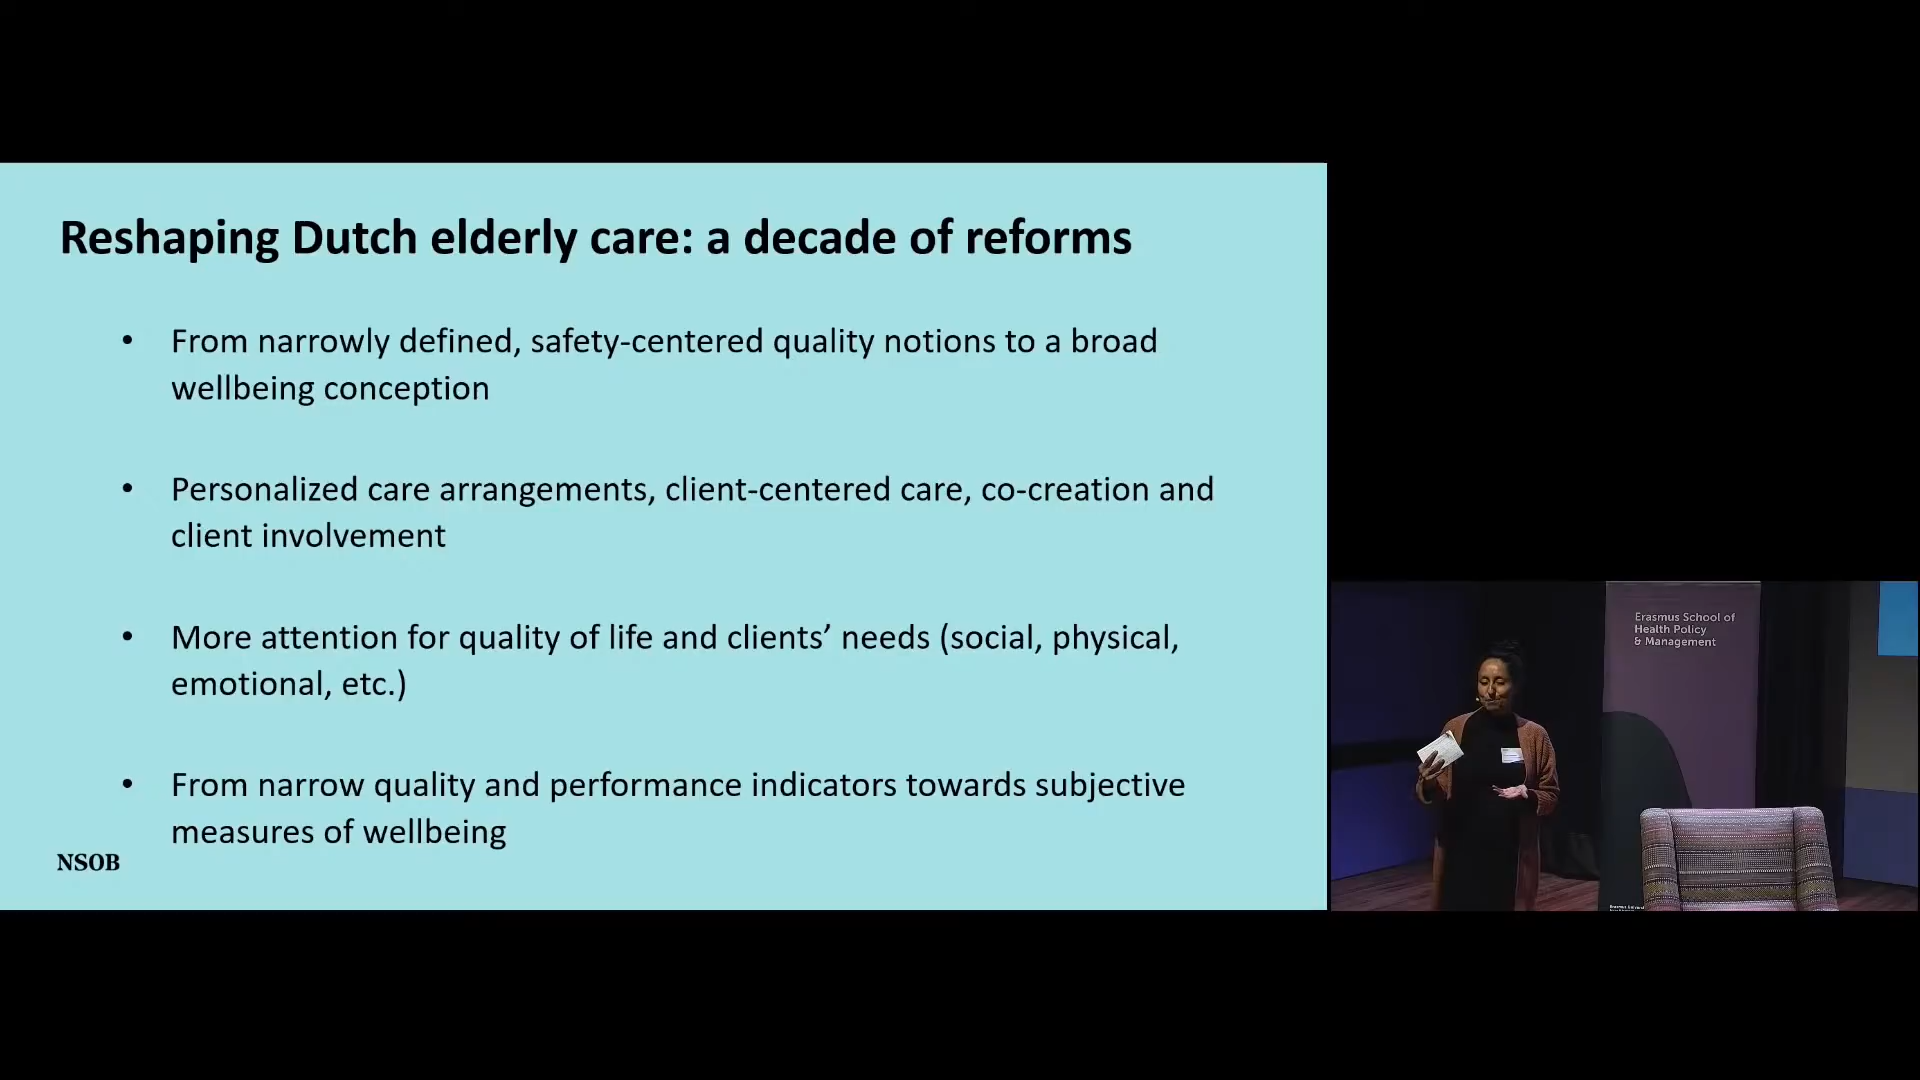 Reshaping Dutch elderly care: a decade of reforms
• From narrowly defined, safety-centered quality notions to a broad
wellbeing conception
• Personalized care arrangements, client-centered care, co-creation and
client involvement
• More attention for quality of life and clients’ needs (social, physical,
emotional, etc.)
• From narrow quality and performance indicators towards subjective
measures of wellbeing
NSOB
Erasmus School of
Health Policy
& Management